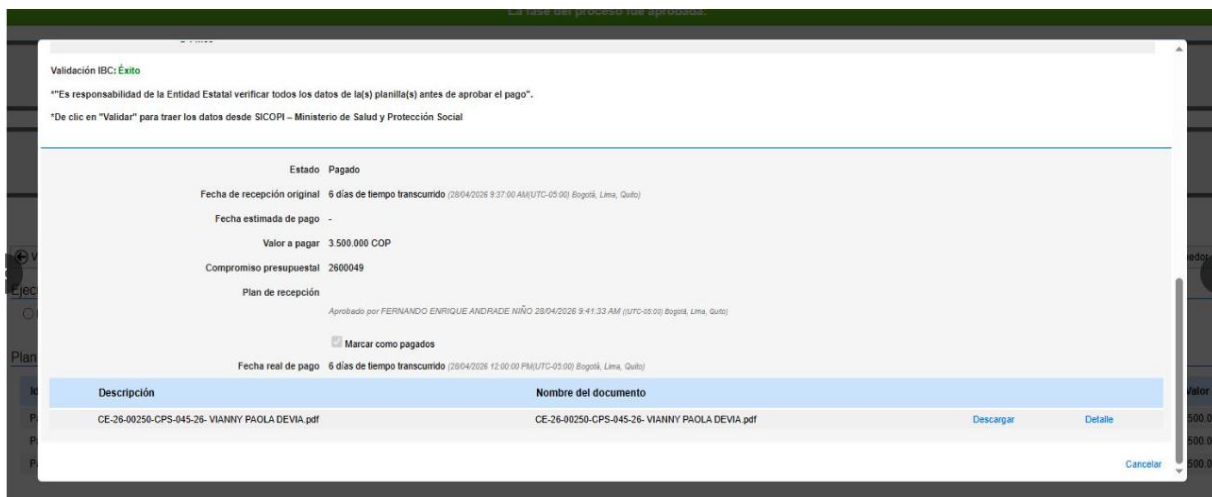 La fase del proceso fue aprobada.
Validación IBC: Éxito
*"Es responsabilidad de la Entidad Estatal verificar todos los datos de la(s) planilla(s) antes de aprobar el pago".
*De clic en "Validar" para traer los datos desde SICOPI – Ministerio de Salud y Protección Social
Estado Pagado
Fecha de recepción original 6 días de tiempo transcurrido (28/04/2026 9:37:00 AM(UTC-05:00) Bogotá, Lima, Quito)
Fecha estimada de pago -
Valor a pagar 3.500.000 COP
Compromiso presupuestal 2600049
Plan de recepción
Aprobado por FERNANDO ENRIQUE ANDRADE NIÑO 28/04/2026 9:41:33 AM ((UTC-05:00) Bogotá, Lima, Quito)
Marcar como pagados
Fecha real de pago 6 días de tiempo transcurrido (28/04/2026 12:00:00 PM(UTC-05:00) Bogotá, Lima, Quito)
Descripción Nombre del documento
CE-26-00250-CPS-045-26- VIANNY PAOLA DEVIA.pdf CE-26-00250-CPS-045-26- VIANNY PAOLA DEVIA.pdf Descargar Detalle
Cancelar